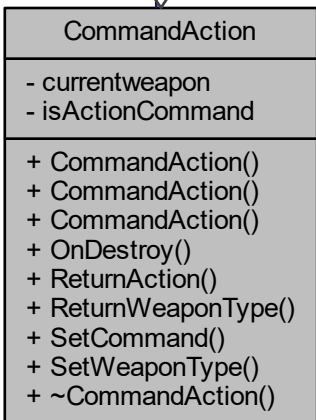 CommandAction
- currentweapon
- isActionCommand
+ CommandAction()
+ CommandAction()
+ CommandAction()
+ OnDestroy()
+ ReturnAction()
+ ReturnWeaponType()
+ SetCommand()
+ SetWeaponType()
+ ~CommandAction()